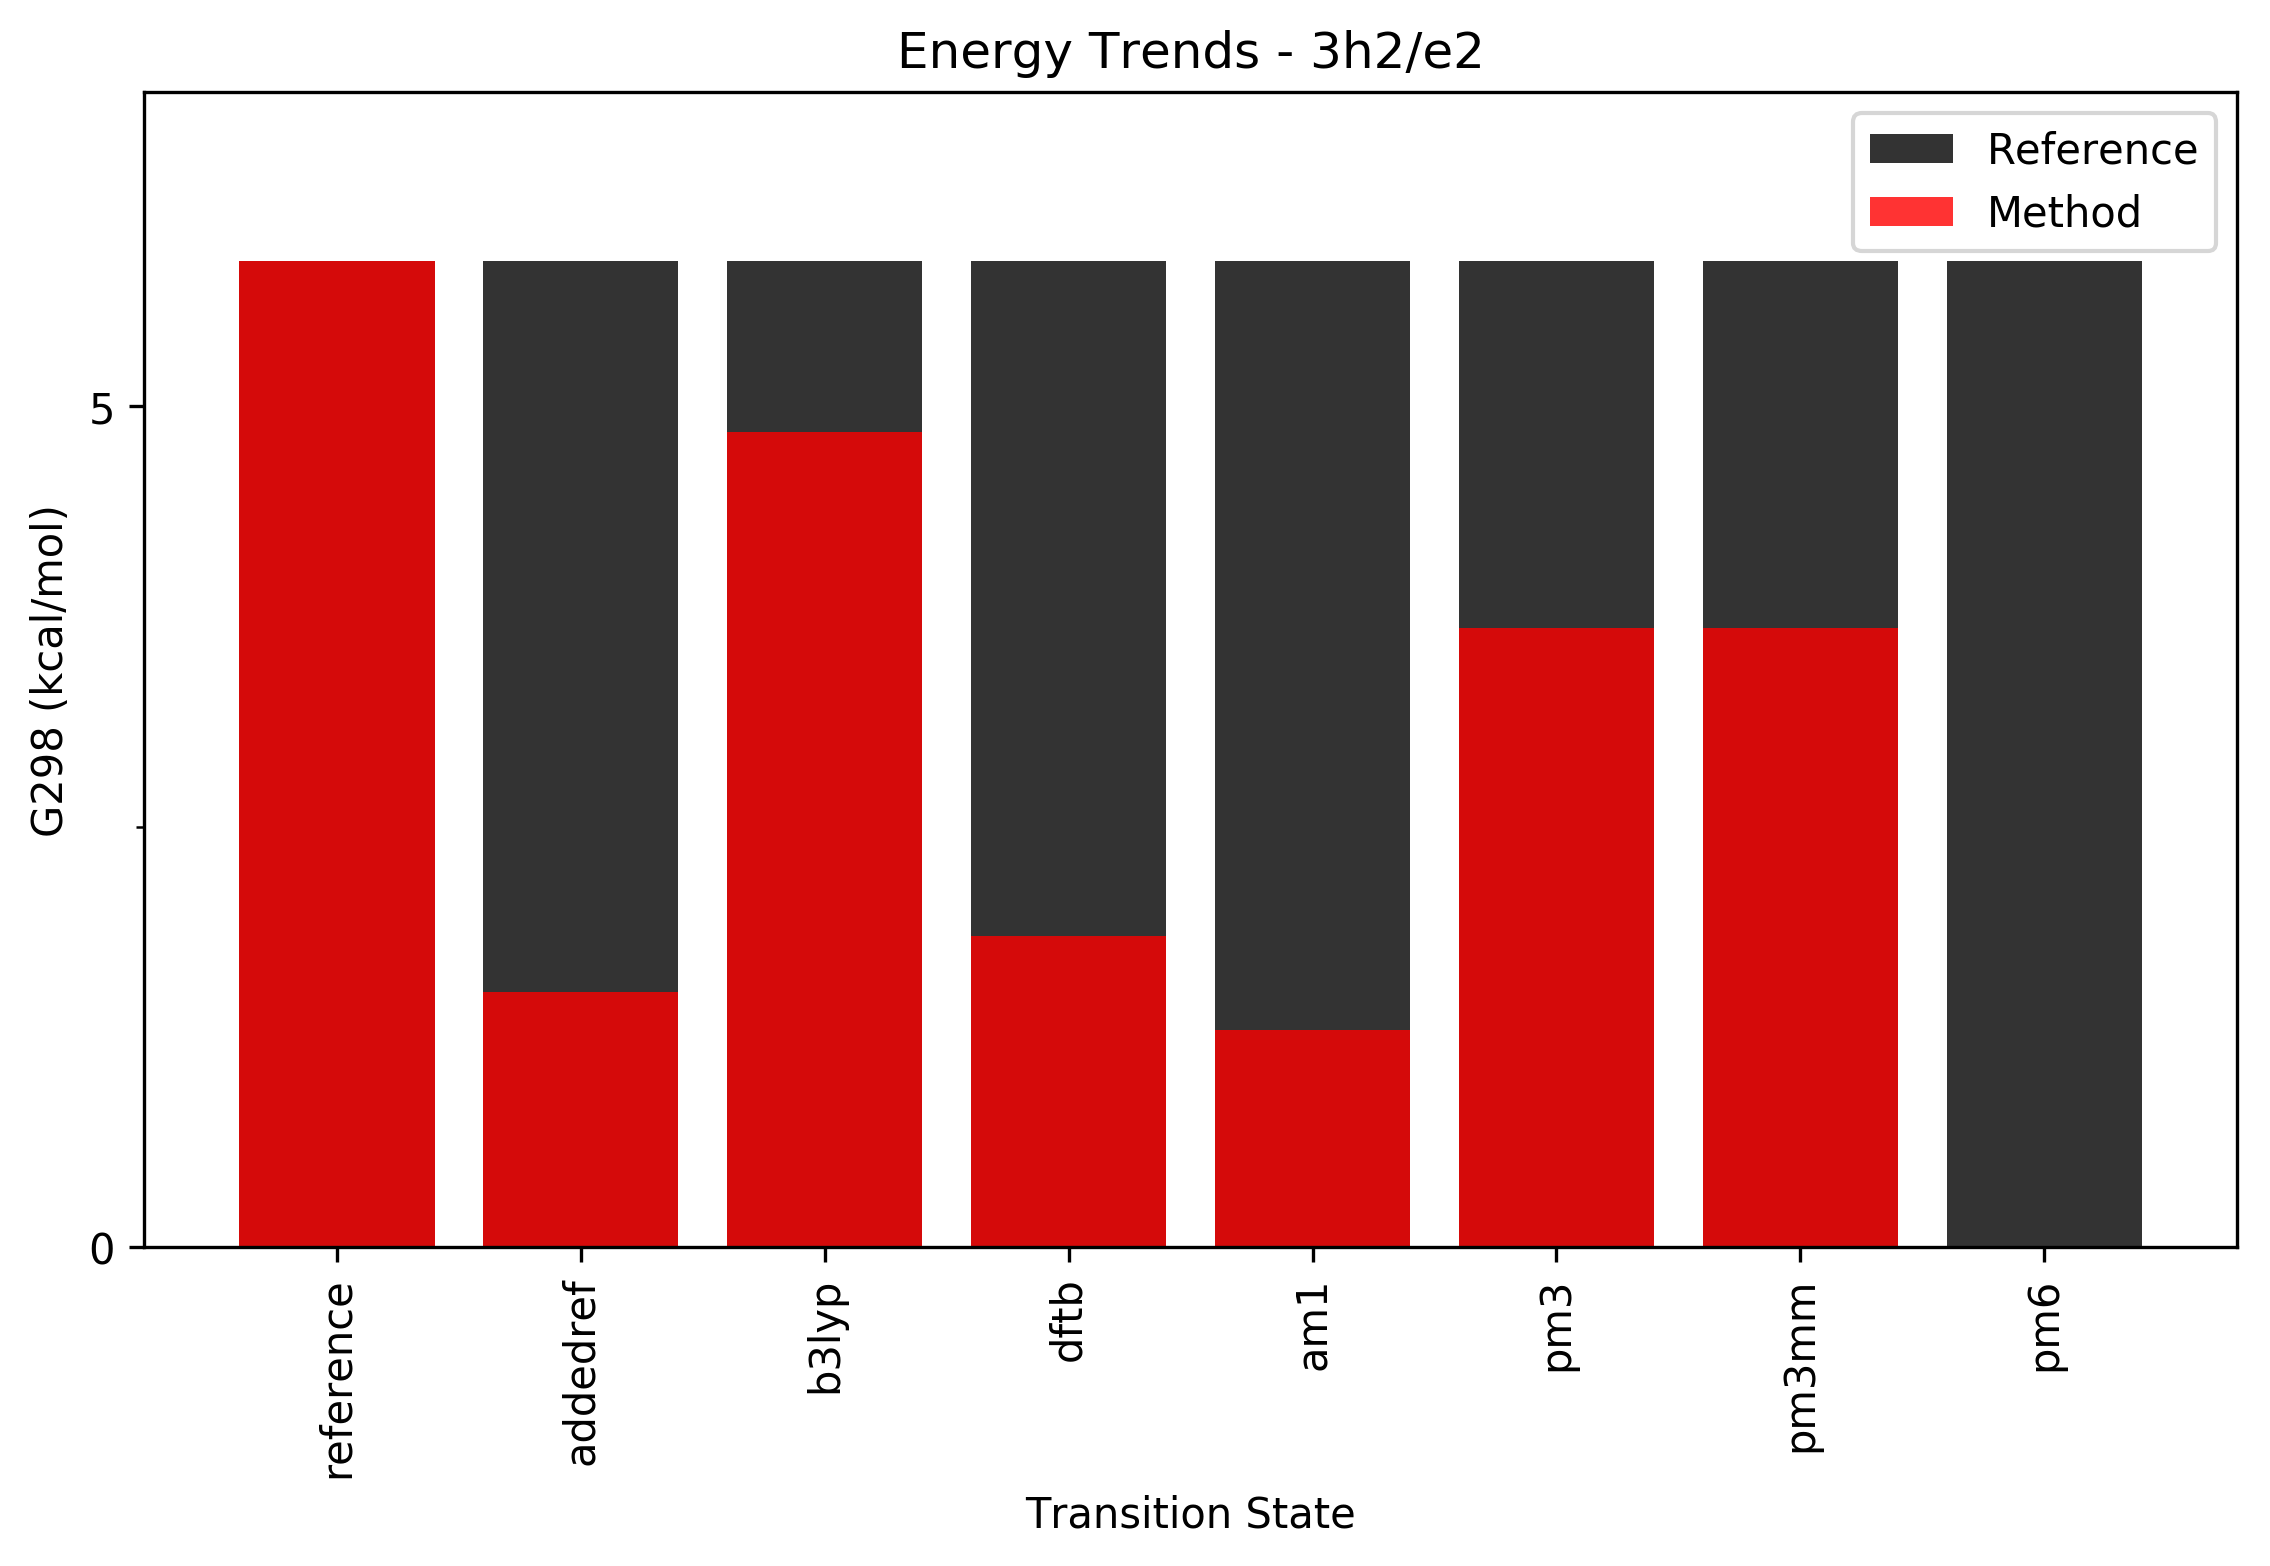 Energy Trends - 3h2/e2
Reference
Method
5
0
G298 (kcal/mol)
reference
addedref
b3lyp
dftb
am1
pm3
pm3mm
pm6
Transition State